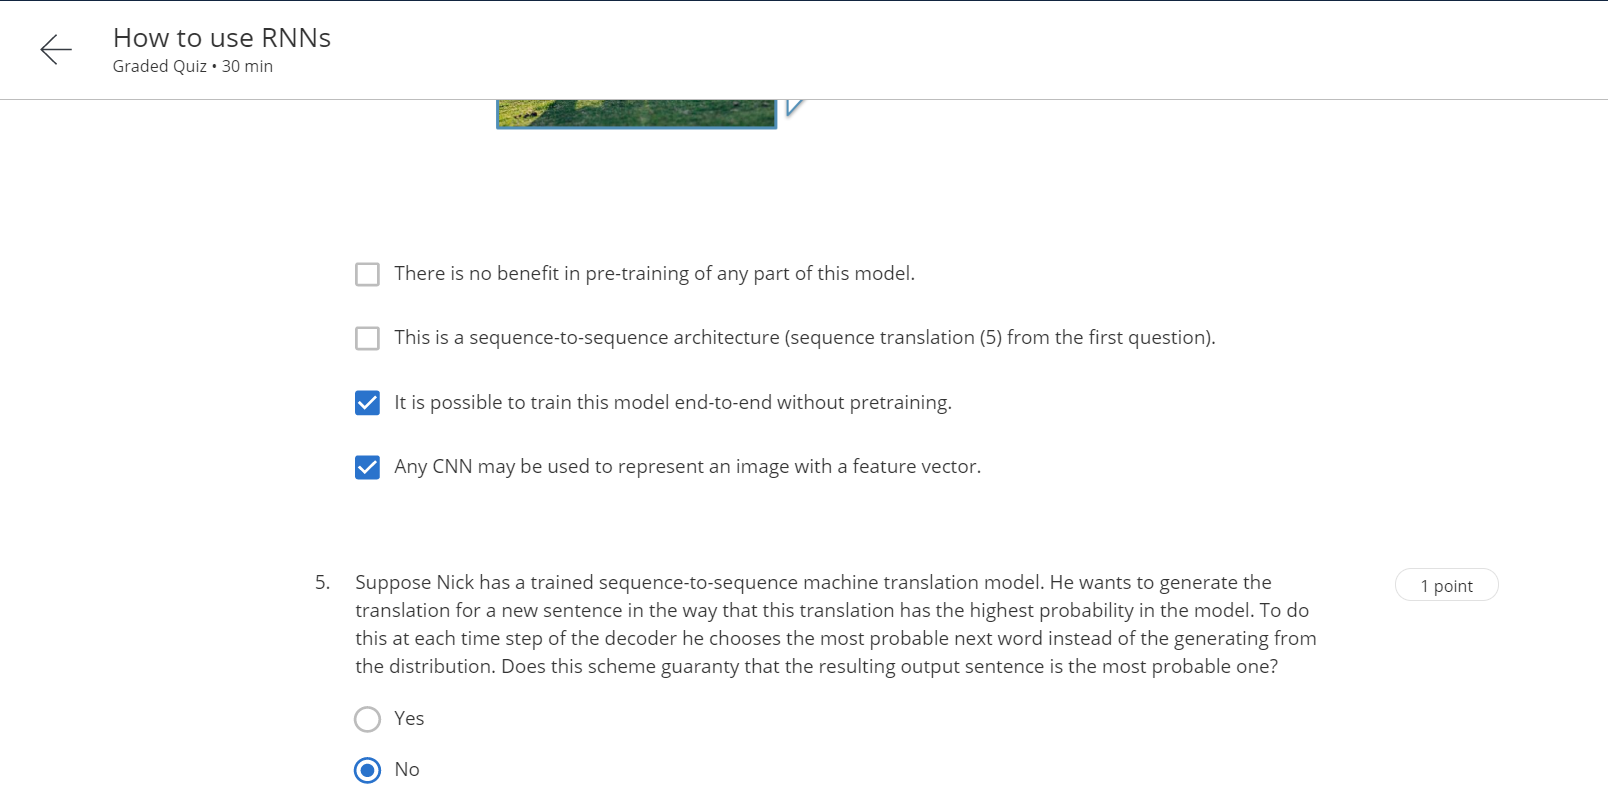 How to use RNNs
Graded Quiz • 30 min
There is no benefit in pre-training of any part of this model.
This is a sequence-to-sequence architecture (sequence translation (5) from the first question).
It is possible to train this model end-to-end without pretraining.
Any CNN may be used to represent an image with a feature vector.
5. Suppose Nick has a trained sequence-to-sequence machine translation model. He wants to generate the
1 point
translation for a new sentence in the way that this translation has the highest probability in the model. To do
this at each time step of the decoder he chooses the most probable next word instead of the generating from
the distribution. Does this scheme guaranty that the resulting output sentence is the most probable one?
Yes
No